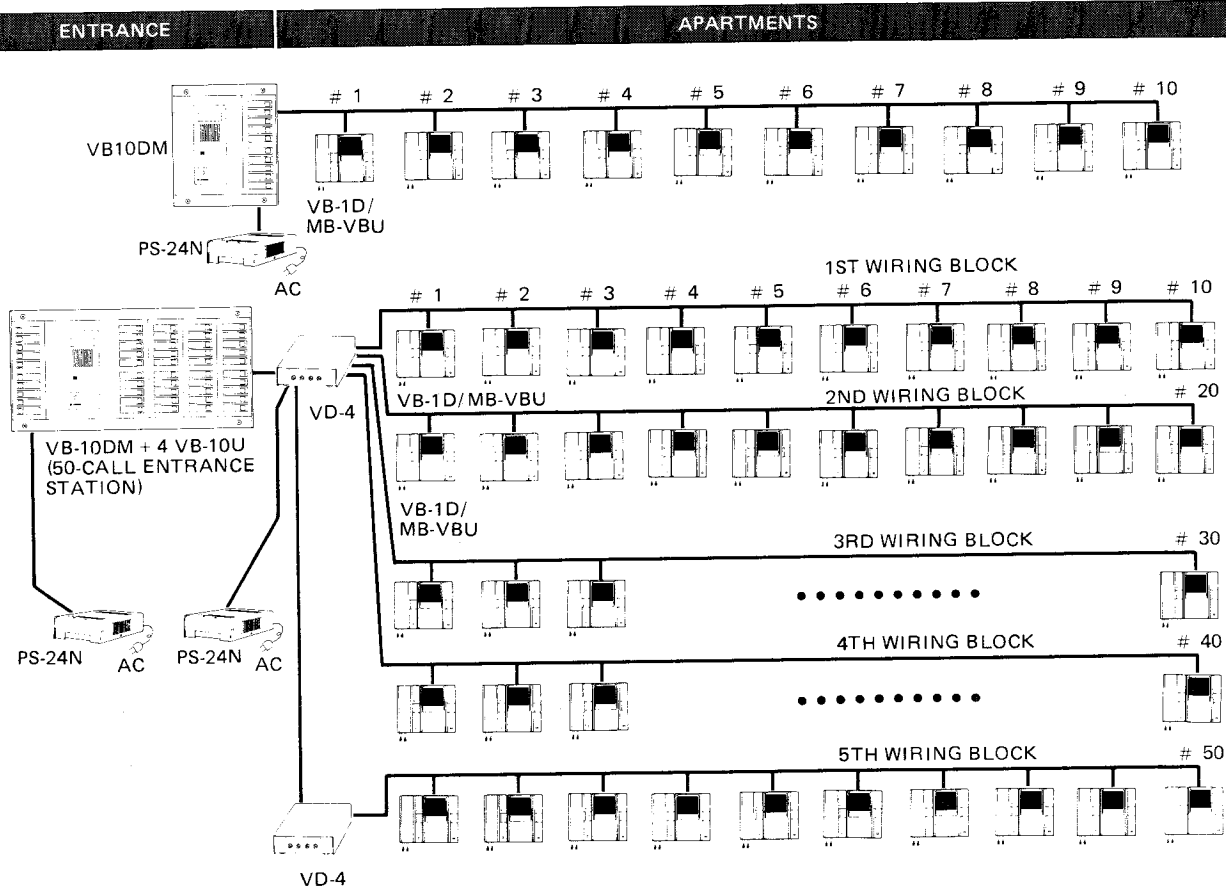 ENTRANCE
APARTMENTS
# 1 # 2 # 3 # 4 # 5 # 6 # 7 # 8 # 9 # 10
VB10DM
VB-1D/
MB-VBU
PS-24N
AC
1ST WIRING BLOCK
# 1 # 2 # 3 # 4 # 5 # 6 # 7 # 8 # 9 # 10
VB-1D/MB-VBU
VD-4
2ND WIRING BLOCK
# 20
VB-10DM + 4 VB-10U
(50-CALL ENTRANCE
STATION)
VB-1D/
MB-VBU
3RD WIRING BLOCK
# 30
PS-24N
AC
PS-24N
AC
4TH WIRING BLOCK
# 40
5TH WIRING BLOCK
# 50
VD-4